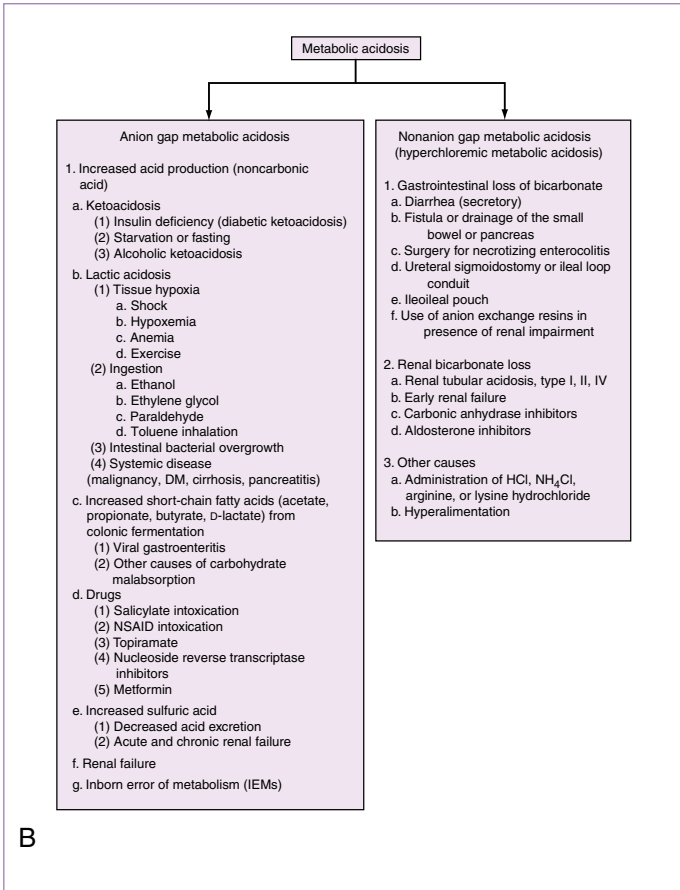 Metabolic acidosis
Anion gap metabolic acidosis
1. Increased acid production (noncarbonic
acid)
a. Ketoacidosis
(1) Insulin deficiency (diabetic ketoacidosis)
(2) Starvation or fasting
(3) Alcoholic ketoacidosis
b. Lactic acidosis
(1) Tissue hypoxia
a. Shock
b. Hypoxemia
c. Anemia
d. Exercise
(2) Ingestion
a. Ethanol
b. Ethylene glycol
c. Paraldehyde
d. Toluene inhalation
(3) Intestinal bacterial overgrowth
(4) Systemic disease
(malignancy, DM, cirrhosis, pancreatitis)
c. Increased short-chain fatty acids (acetate,
propionate, butyrate, D-lactate) from
colonic fermentation
(1) Viral gastroenteritis
(2) Other causes of carbohydrate
malabsorption
d. Drugs
(1) Salicylate intoxication
(2) NSAID intoxication
(3) Topiramate
(4) Nucleoside reverse transcriptase
inhibitors
(5) Metformin
e. Increased sulfuric acid
(1) Decreased acid excretion
(2) Acute and chronic renal failure
f. Renal failure
g. Inborn error of metabolism (IEMs)
Nonanion gap metabolic acidosis
(hyperchloremic metabolic acidosis)
1. Gastrointestinal loss of bicarbonate
a. Diarrhea (secretory)
b. Fistula or drainage of the small
bowel or pancreas
c. Surgery for necrotizing enterocolitis
d. Ureteral sigmoidostomy or ileal loop
conduit
e. Ileoileal pouch
f. Use of anion exchange resins in
presence of renal impairment
2. Renal bicarbonate loss
a. Renal tubular acidosis, type I, II, IV
b. Early renal failure
c. Carbonic anhydrase inhibitors
d. Aldosterone inhibitors
3. Other causes
a. Administration of HCl, NH₄Cl,
arginine, or lysine hydrochloride
b. Hyperalimentation
B